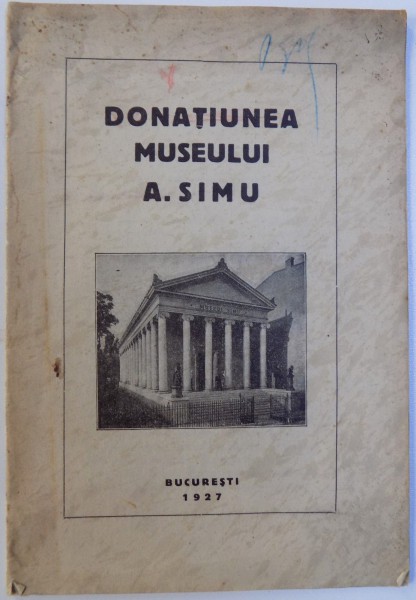 DONAȚIUNEA
MUSEULUI
A. SIMU
BUCUREȘTI
1927